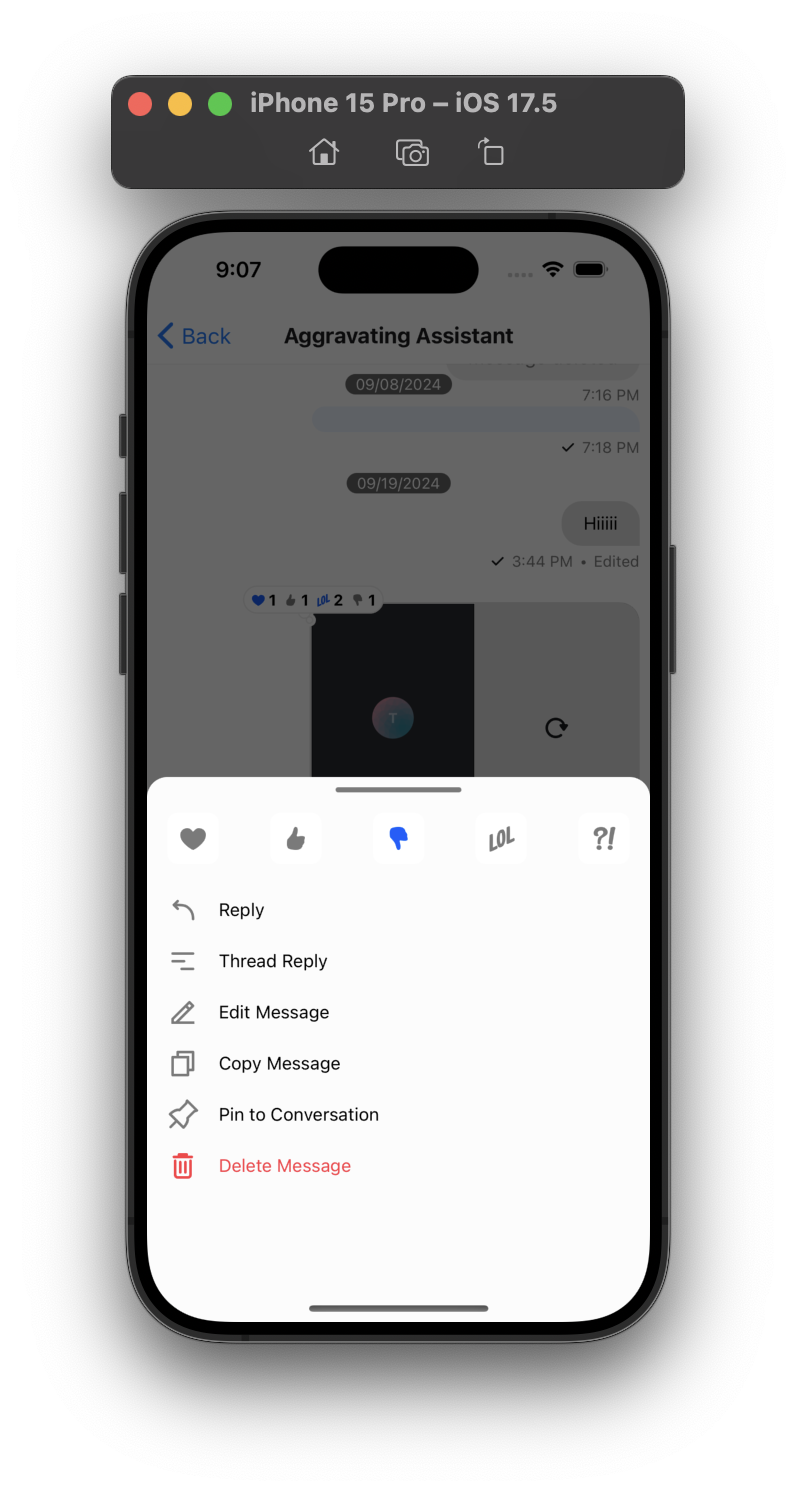 iPhone 15 Pro – iOS 17.5
9:07
Back Aggravating Assistant
09/08/2024
7:16 PM
7:18 PM
09/19/2024
Hiiiii
3:44 PM • Edited
1 1 LOL 2 1
T
LOL ?!
Reply
Thread Reply
Edit Message
Copy Message
Pin to Conversation
Delete Message